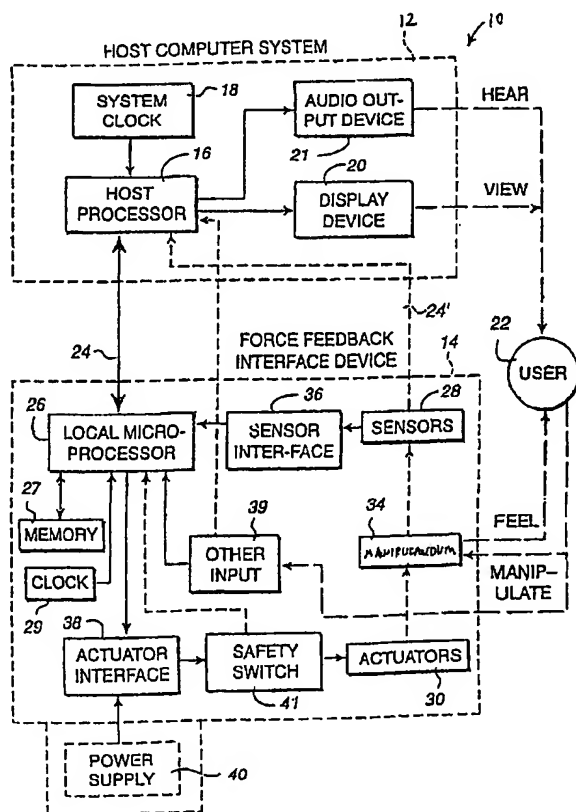 10
12
HOST COMPUTER SYSTEM
SYSTEM
CLOCK
18
AUDIO OUT-
PUT DEVICE
21
HEAR
16
HOST
PROCESSOR
20
DISPLAY
DEVICE
VIEW
24'
24
FORCE FEEDBACK
INTERFACE DEVICE
14
22
USER
26
LOCAL MICRO-
PROCESSOR
36
SENSOR
INTER-FACE
28
SENSORS
27
MEMORY
CLOCK
29
39
OTHER
INPUT
34
FEEL
MANIP-
ULATE
38
ACTUATOR
INTERFACE
SAFETY
SWITCH
41
ACTUATORS
30
POWER
SUPPLY
40